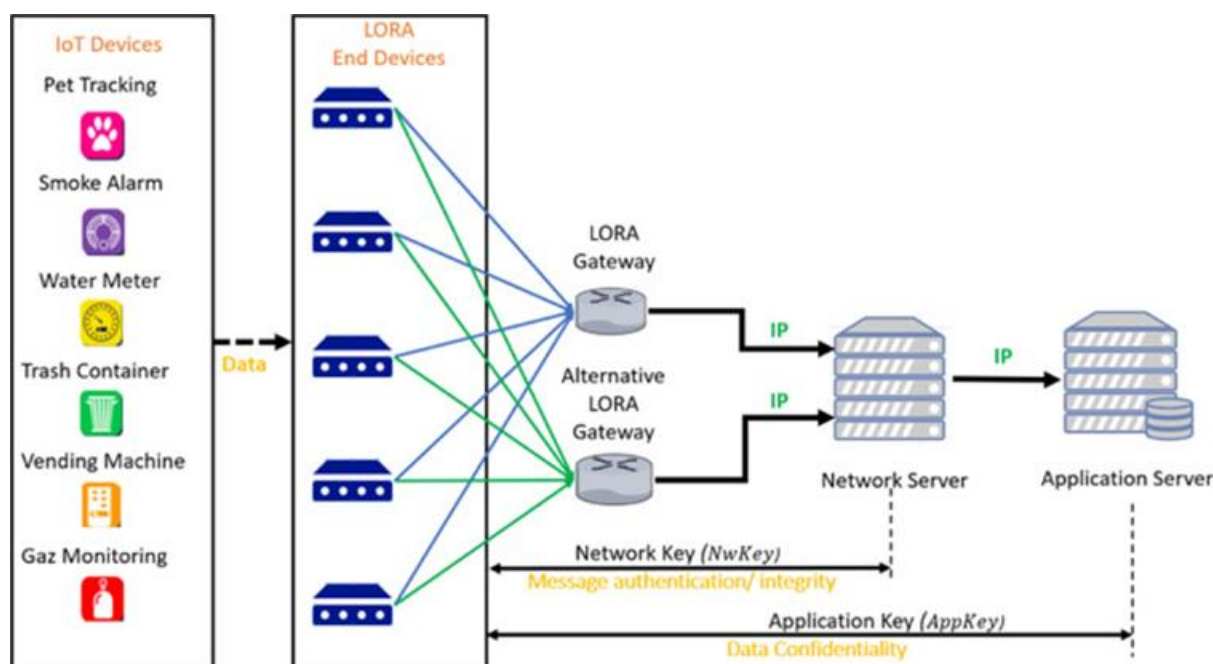 IoT Devices
Pet Tracking
Smoke Alarm
Water Meter
Trash Container
Vending Machine
Gaz Monitoring
Data
LORA
End Devices
LORA
Gateway
Alternative
LORA
Gateway
IP
IP
IP
Network Server
Application Server
Network Key (NwKey)
Message authentication/ integrity
Application Key (AppKey)
Data Confidentiality